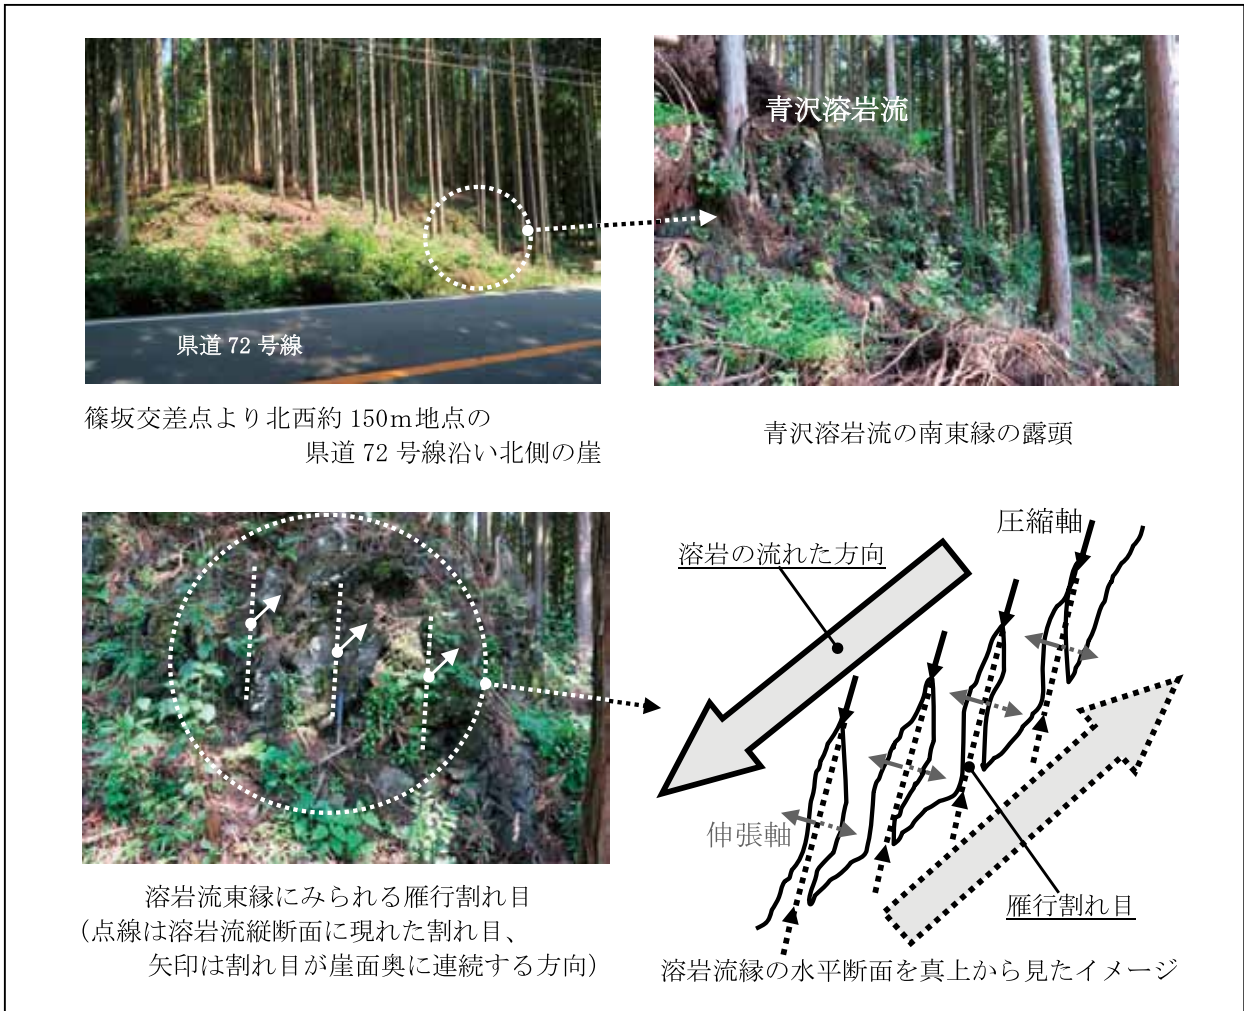 青沢溶岩流
県道 72 号線
篠坂交差点より北西約 150m地点の
県道 72 号線沿い北側の崖
青沢溶岩流の南東縁の露頭
圧縮軸
溶岩の流れた方向
伸張軸
雁行割れ目
溶岩流東縁にみられる雁行割れ目
(点線は溶岩流縦断面に現れた割れ目、
矢印は割れ目が崖面奥に連続する方向)
溶岩流縁の水平断面を真上から見たイメージ